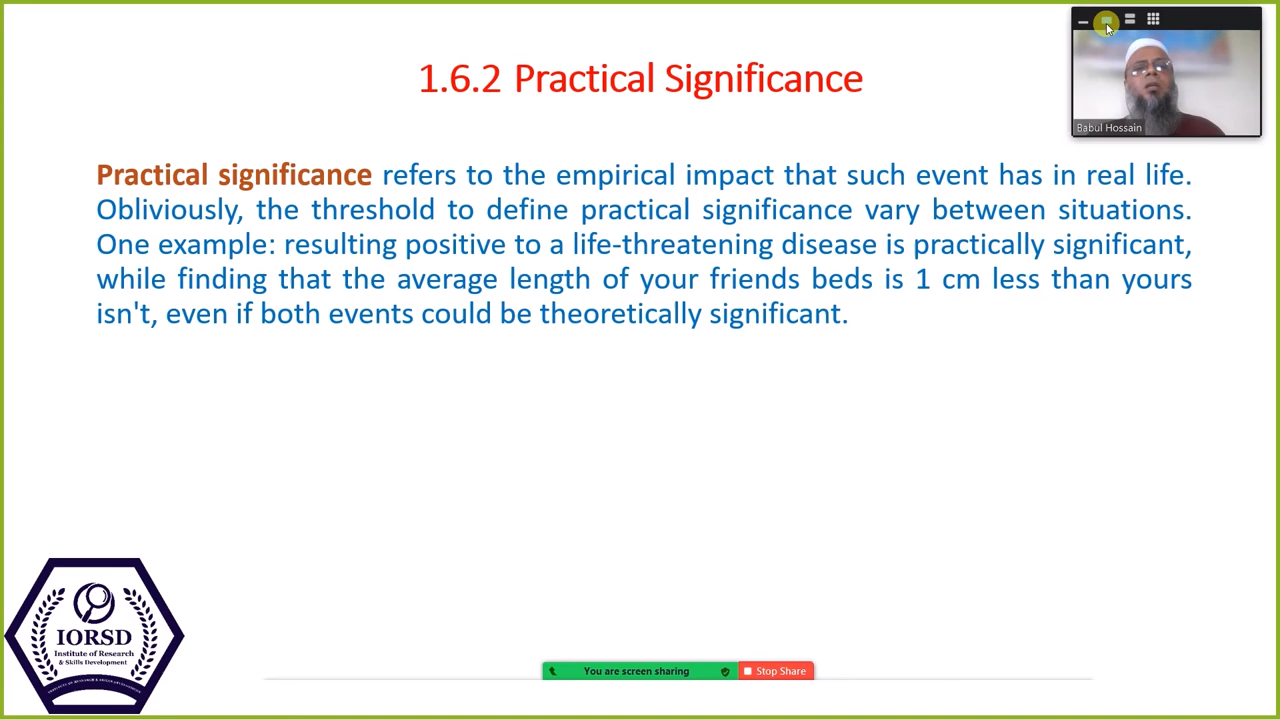 1.6.2 Practical Significance
Babul Hossain
Practical significance refers to the empirical impact that such event has in real life.
Obliviously, the threshold to define practical significance vary between situations.
One example: resulting positive to a life-threatening disease is practically significant,
while finding that the average length of your friends beds is 1 cm less than yours
isn't, even if both events could be theoretically significant.
IORSD
Institute of Research
& Skills Development
You are screen sharing
Stop Share